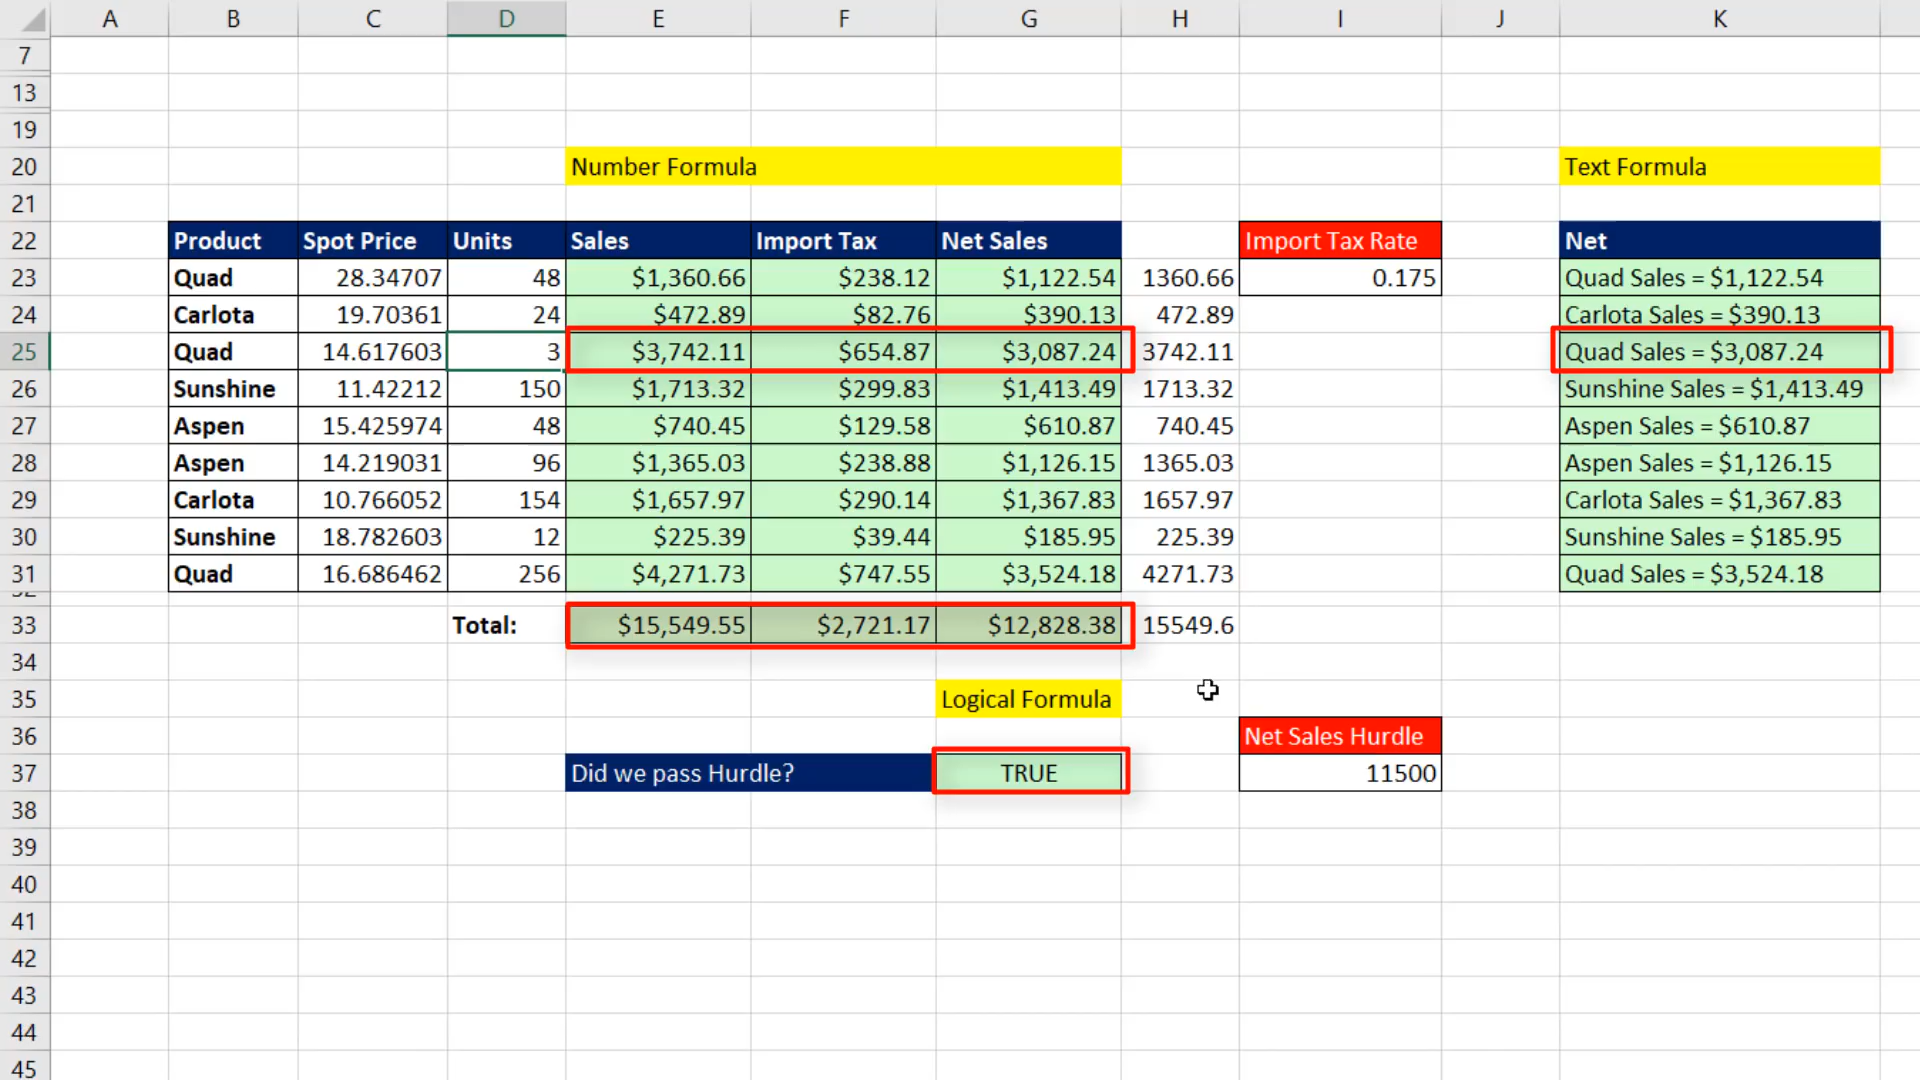 A B C D E F G H I J K
7
13
19
20 Number Formula Text Formula
21
22 Product Spot Price Units Sales Import Tax Net Sales Import Tax Rate Net
23 Quad 28.34707 48 $1,360.66 $238.12 $1,122.54 1360.66 0.175 Quad Sales = $1,122.54
24 Carlota 19.70361 24 $472.89 $82.76 $390.13 472.89 Carlota Sales = $390.13
25 Quad 14.617603 3 $3,742.11 $654.87 $3,087.24 3742.11 Quad Sales = $3,087.24
26 Sunshine 11.42212 150 $1,713.32 $299.83 $1,413.49 1713.32 Sunshine Sales = $1,413.49
27 Aspen 15.425974 48 $740.45 $129.58 $610.87 740.45 Aspen Sales = $610.87
28 Aspen 14.219031 96 $1,365.03 $238.88 $1,126.15 1365.03 Aspen Sales = $1,126.15
29 Carlota 10.766052 154 $1,657.97 $290.14 $1,367.83 1657.97 Carlota Sales = $1,367.83
30 Sunshine 18.782603 12 $225.39 $39.44 $185.95 225.39 Sunshine Sales = $185.95
31 Quad 16.686462 256 $4,271.73 $747.55 $3,524.18 4271.73 Quad Sales = $3,524.18
33 Total: $15,549.55 $2,721.17 $12,828.38 15549.6
34
35 Logical Formula
36 Net Sales Hurdle
37 Did we pass Hurdle? TRUE 11500
38
39
40
41
42
43
44
45